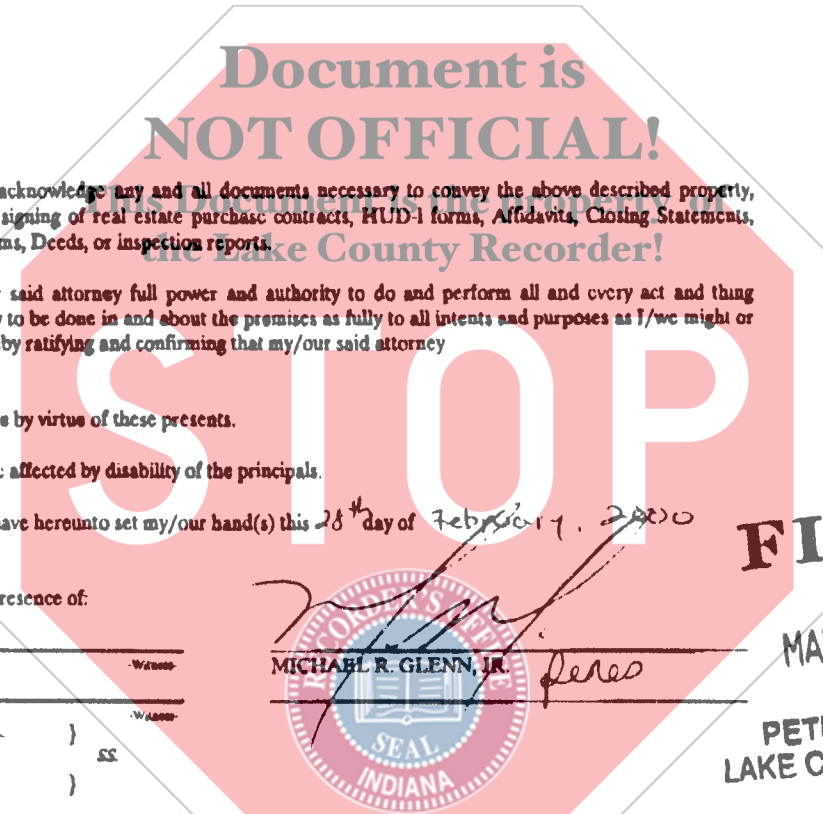 Document is
NOT OFFICIAL!
This Document is the property of
the Lake County Recorder!
acknowledge any and all documents necessary to convey the above described property,
signing of real estate purchase contracts, HUD-1 forms, Affidavits, Closing Statements,
ms, Deeds, or inspection reports.
said attorney full power and authority to do and perform all and every act and thing
to be done in and about the premises as fully to all intents and purposes as I/we might or
by ratifying and confirming that my/our said attorney
STOP
s by virtue of these presents.
affected by disability of the principals.
ave hereunto set my/our hand(s) this 28th day of February, 2000
FI
resence of:
MA
-Witness-
MICHAEL R. GLENN, JR.
-Witness-
} SS
}
PET
LAKE C
RECORDER'S OFFICE
SEAL
INDIANA